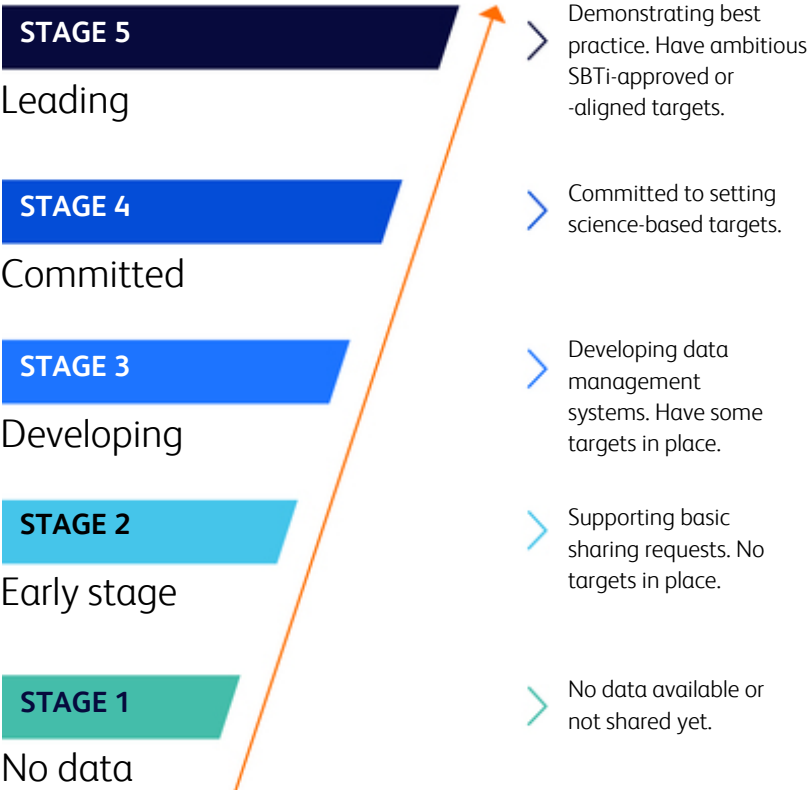 STAGE 5
Leading
Demonstrating best
practice. Have ambitious
SBTi-approved or
-aligned targets.
STAGE 4
Committed
Committed to setting
science-based targets.
STAGE 3
Developing
Developing data
management
systems. Have some
targets in place.
STAGE 2
Early stage
Supporting basic
sharing requests. No
targets in place.
STAGE 1
No data
No data available or
not shared yet.